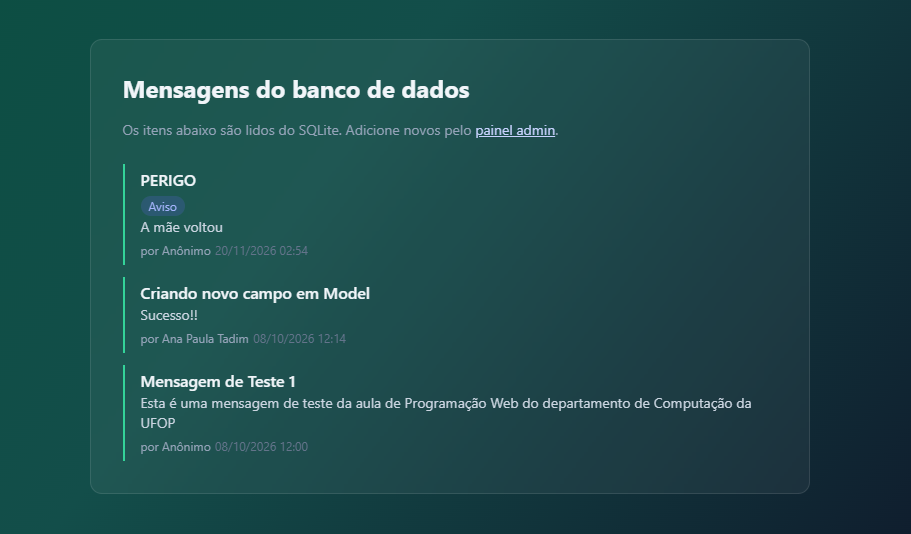 Mensagens do banco de dados
Os itens abaixo são lidos do SQLite. Adicione novos pelo painel admin.
PERIGO
Aviso
A mãe voltou
por Anônimo 20/11/2026 02:54
Criando novo campo em Model
Sucesso!!
por Ana Paula Tadim 08/10/2026 12:14
Mensagem de Teste 1
Esta é uma mensagem de teste da aula de Programação Web do departamento de Computação da
UFOP
por Anônimo 08/10/2026 12:00